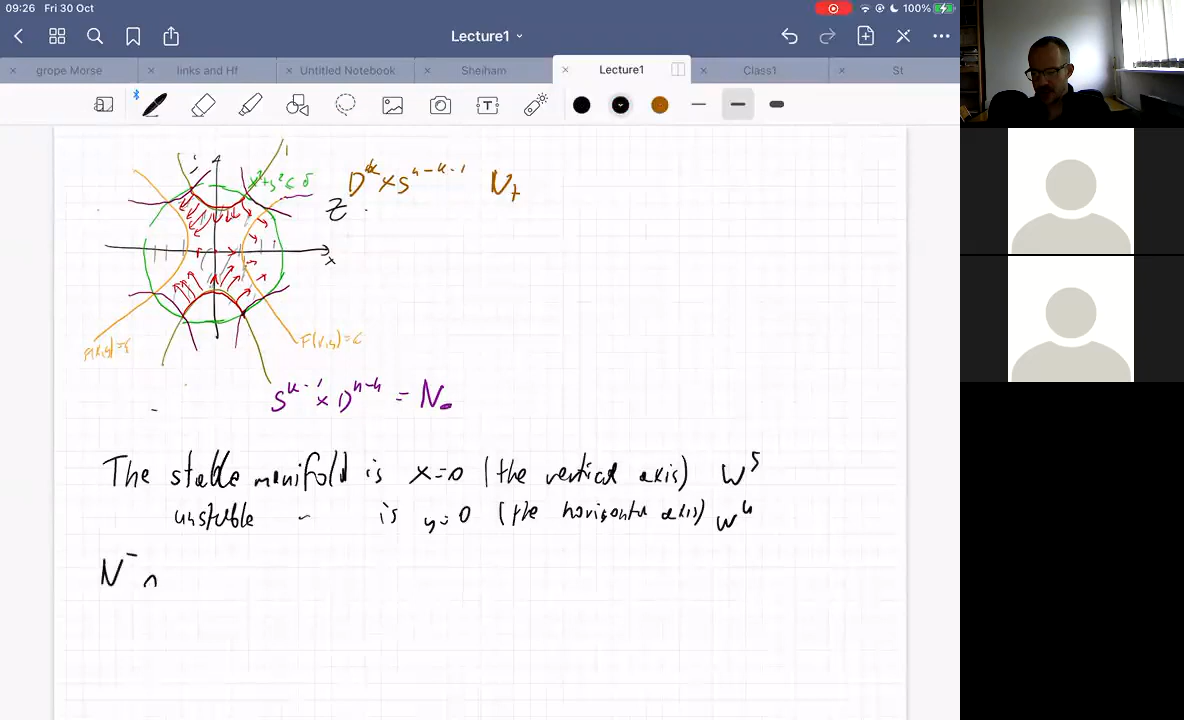 09:26 Fri 30 Oct
100%
Lecture1
grope Morse
links and Hf
Untitled Notebook
Sheiham
Lecture1
Class1
St
D^k × S^{n-k-1} N_+
Z
x
F(x,y)=ε
S^{k-1} × D^{n-k} = N_-
The stable manifold is x=0 (the vertical axis) W^s
unstable – is y=0 (the horizontal axis) W^u
N^- ∩